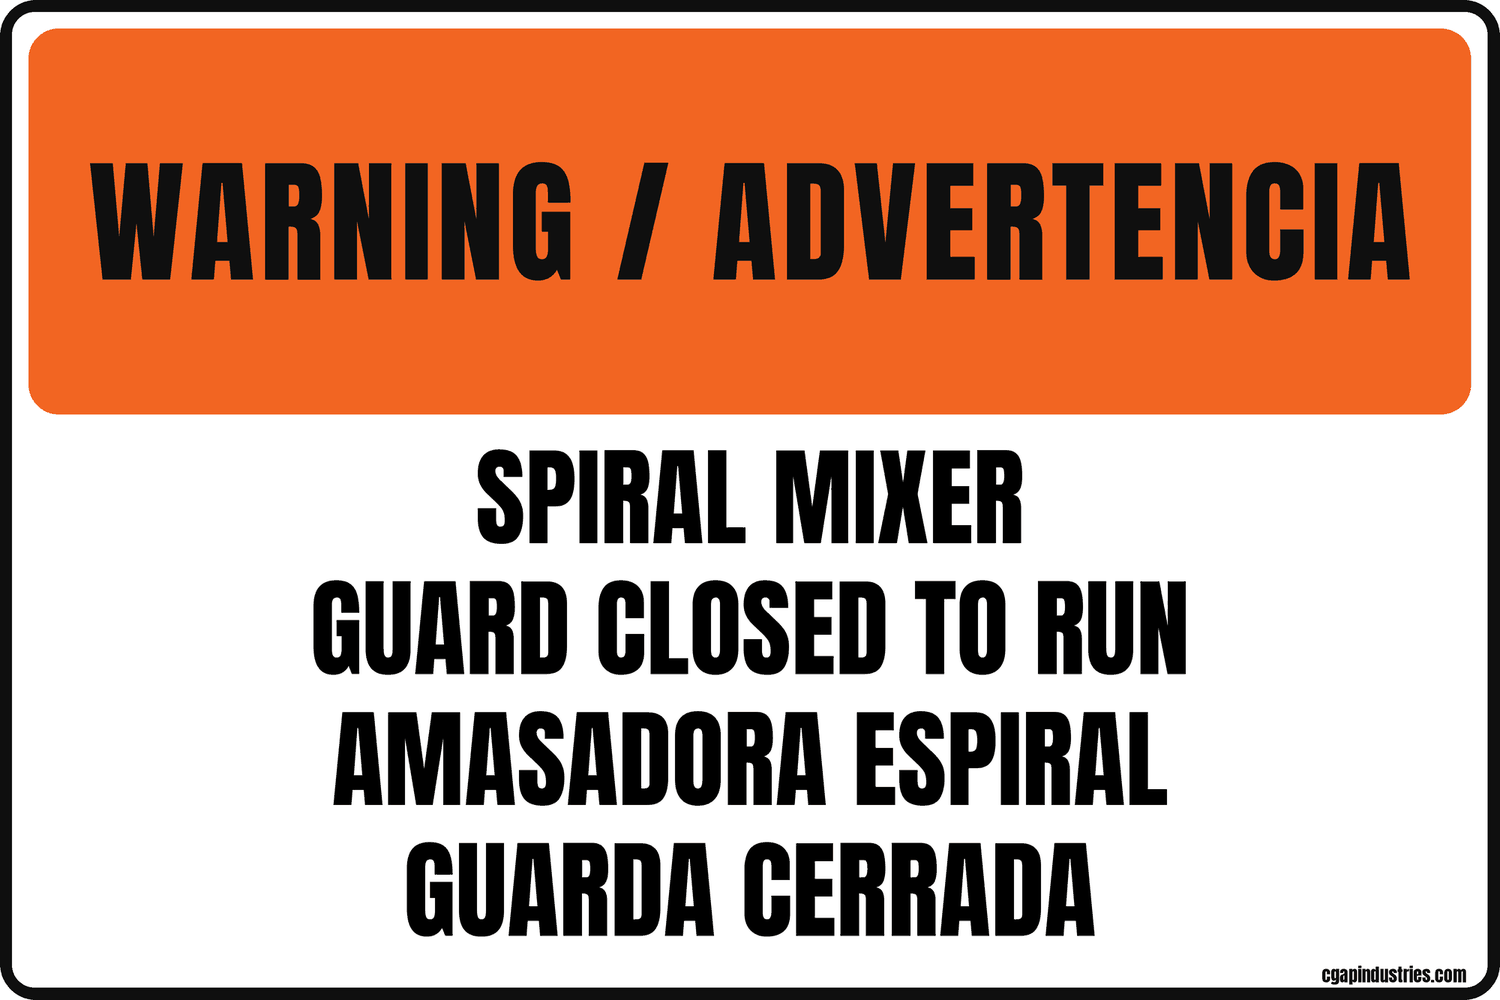 WARNING / ADVERTENCIA
SPIRAL MIXER
GUARD CLOSED TO RUN
AMASADORA ESPIRAL
GUARDA CERRADA
cgapindustries.com